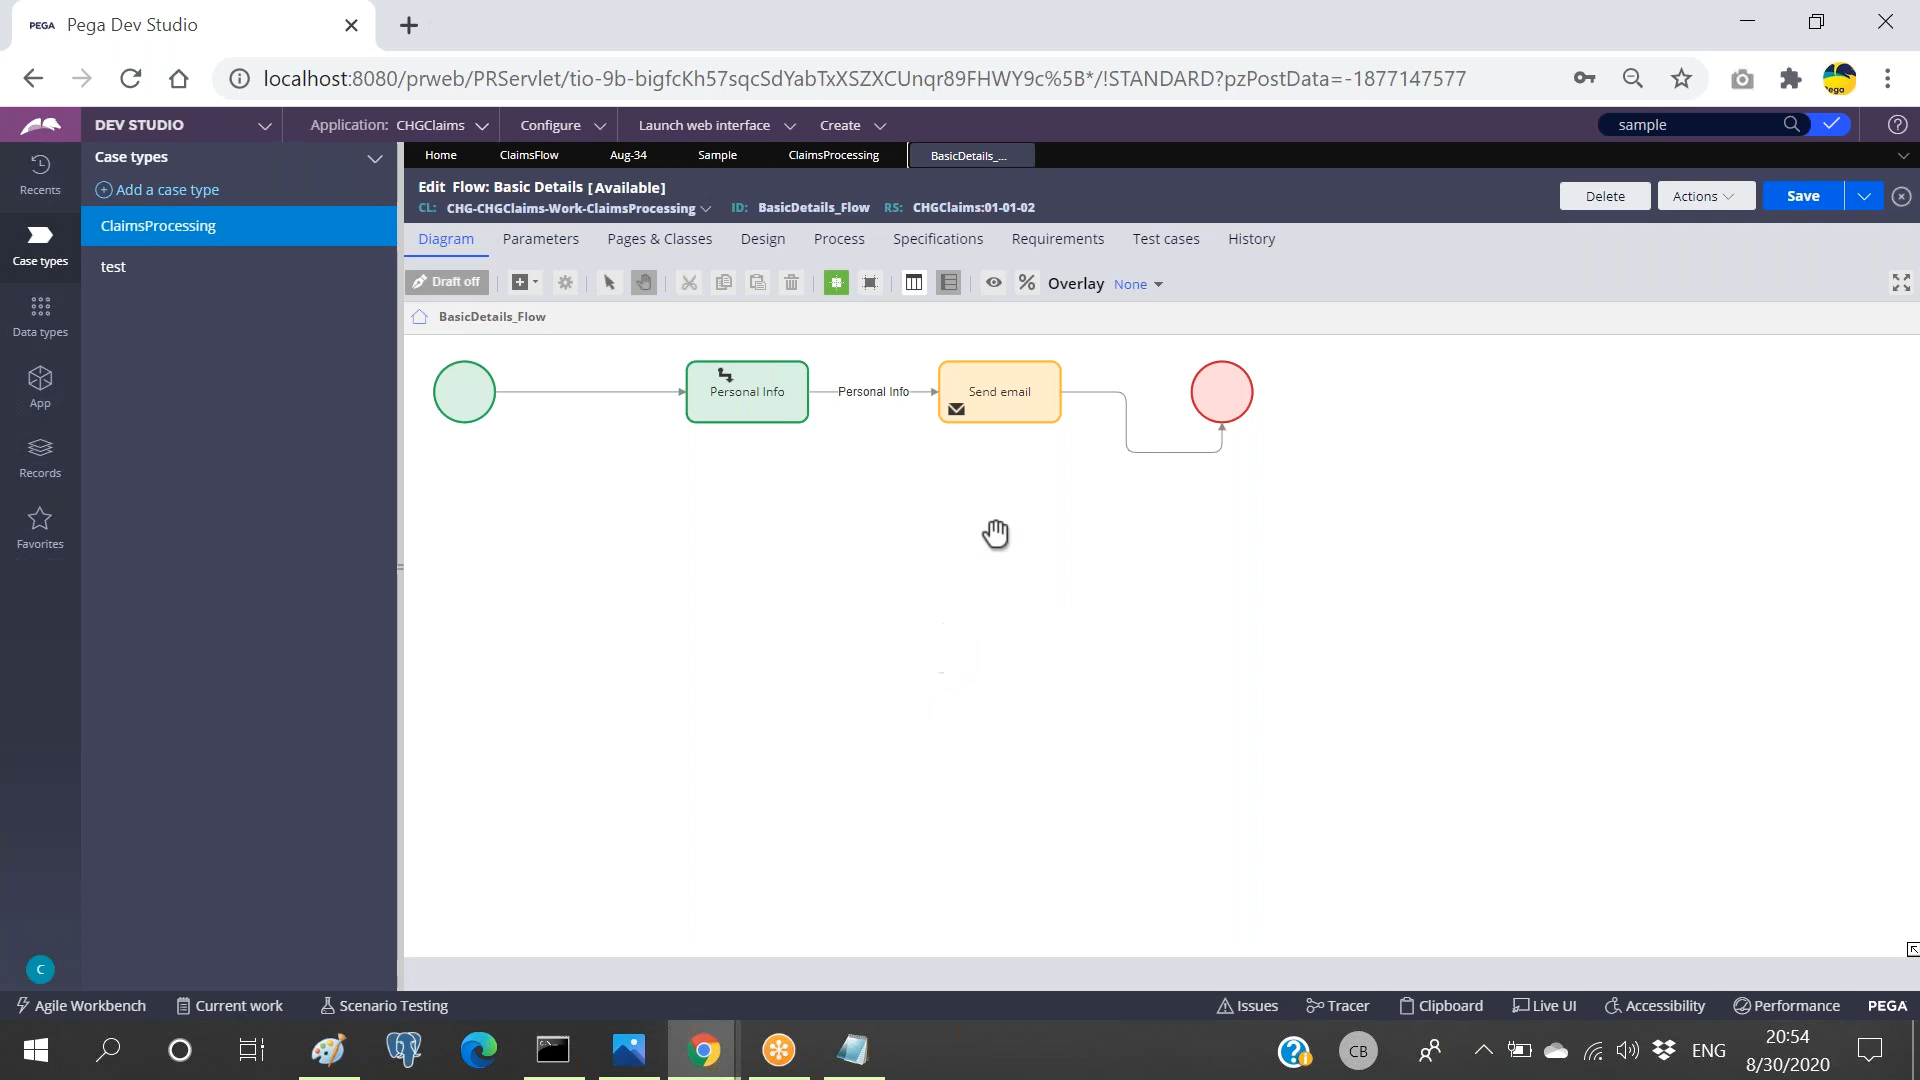 PEGA Pega Dev Studio
localhost:8080/prweb/PRServlet/tio-9b-bigfcKh57sqcSdYabTxXSZXCUnqr89FHWY9c%5B*/!STANDARD?pzPostData=-1877147577
DEV STUDIO Application: CHGClaims Configure Launch web interface Create sample
Case types
Add a case type
ClaimsProcessing
test
Recents
Case types
Data types
App
Records
Favorites
C
Home ClaimsFlow Aug-34 Sample ClaimsProcessing BasicDetails_...
Edit Flow: Basic Details [Available]
CL: CHG-CHGClaims-Work-ClaimsProcessing ID: BasicDetails_Flow RS: CHGClaims:01-01-02
Delete Actions Save
Diagram Parameters Pages & Classes Design Process Specifications Requirements Test cases History
Draft off Overlay None
BasicDetails_Flow
Personal Info Personal Info Send email
Agile Workbench Current work Scenario Testing Issues Tracer Clipboard Live UI Accessibility Performance PEGA
CB ENG 20:54
8/30/2020